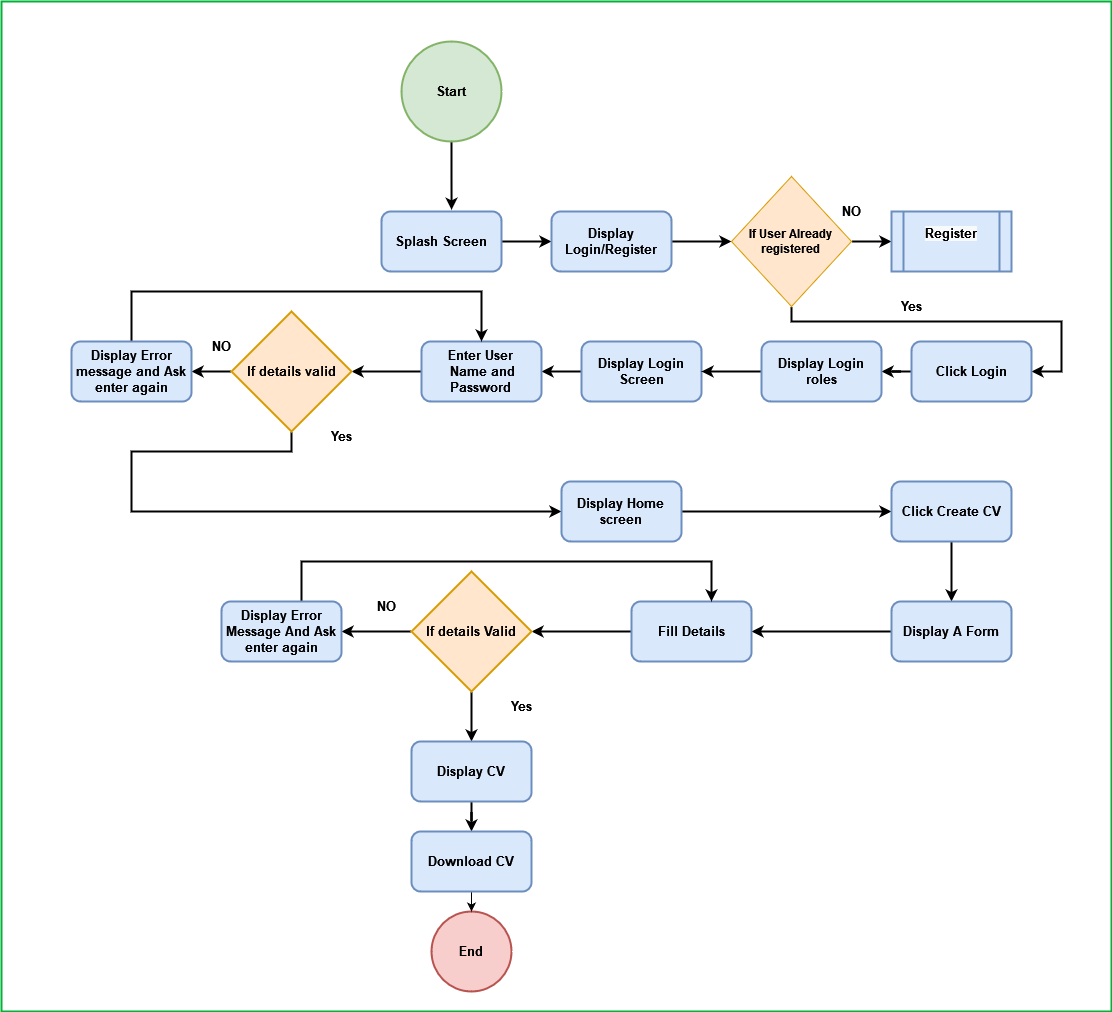 Start
Splash Screen
Display
Login/Register
If User Already
registered
NO
Register
Yes
Display Error
message and Ask
enter again
NO
If details valid
Enter User
Name and
Password
Display Login
Screen
Display Login
roles
Click Login
Yes
Display Home
screen
Click Create CV
Display Error
Message And Ask
enter again
NO
If details Valid
Fill Details
Display A Form
Yes
Display CV
Download CV
End